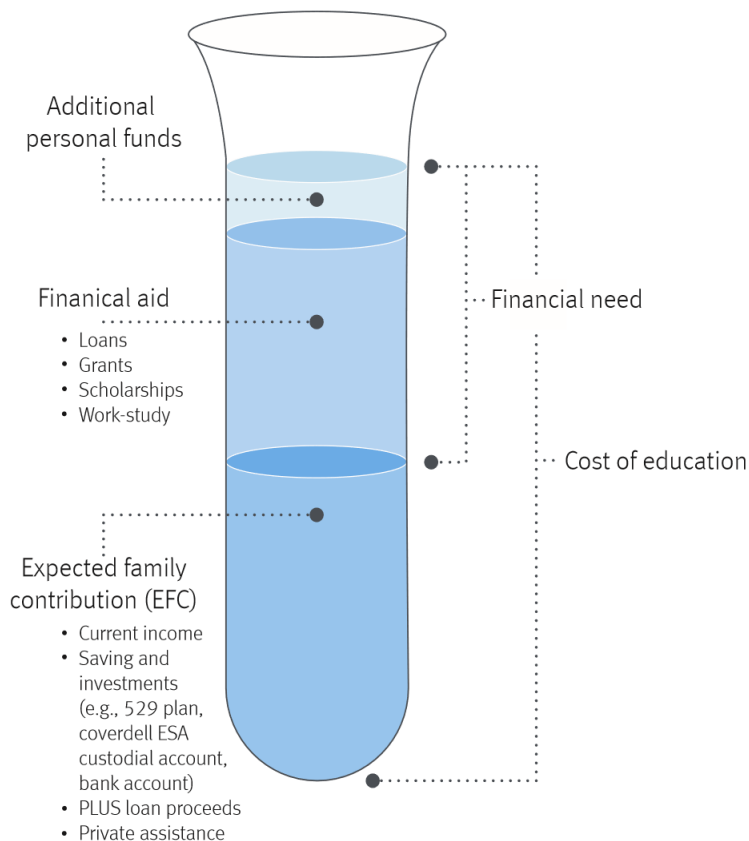 Additional
personal funds
Finanical aid
• Loans
• Grants
• Scholarships
• Work-study
Expected family
contribution (EFC)
• Current income
• Saving and
investments
(e.g., 529 plan,
coverdell ESA
custodial account,
bank account)
• PLUS loan proceeds
• Private assistance
Financial need
Cost of education